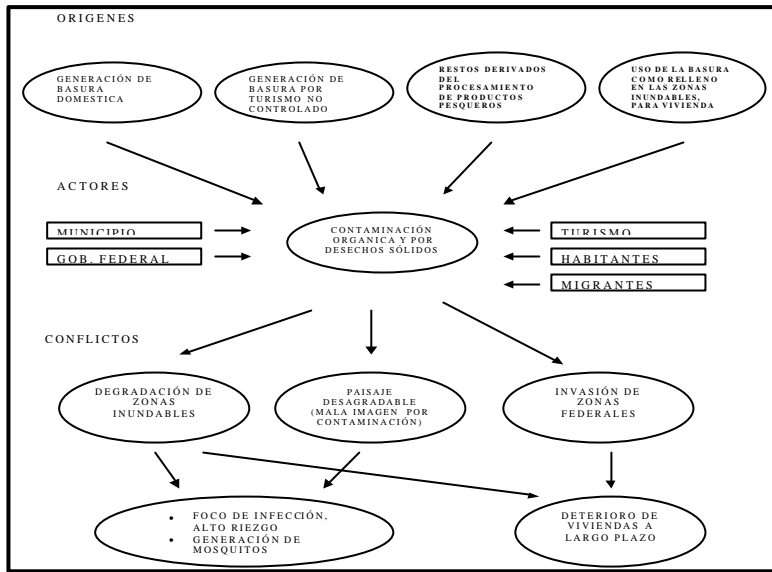 ORIGENES
GENERACIÓN DE
BASURA
DOMESTICA
GENERACIÓN DE
BASURA POR
TURISMO NO
CONTROLADO
RESTOS DERIVADOS
DEL
PROCESAMIENTO
DE PRODUCTOS
PESQUEROS
USO DE LA BASURA
COMO RELLENO
EN LAS ZONAS
INUNDABLES,
PARA VIVIENDA
ACTORES
MUNICIPIO
GOB. FEDERAL
CONTAMINACIÓN
ORGANICA Y POR
DESECHOS SÓLIDOS
TURISMO
HABITANTES
MIGRANTES
CONFLICTOS
DEGRADACIÓN DE
ZONAS
INUNDABLES
PAISAJE
DESAGRADABLE
(MALA IMAGEN POR
CONTAMINACIÓN)
INVASIÓN DE
ZONAS
FEDERALES
• FOCO DE INFECCIÓN,
ALTO RIEZGO
• GENERACIÓN DE
MOSQUITOS
DETERIORO DE
VIVIENDAS A
LARGO PLAZO